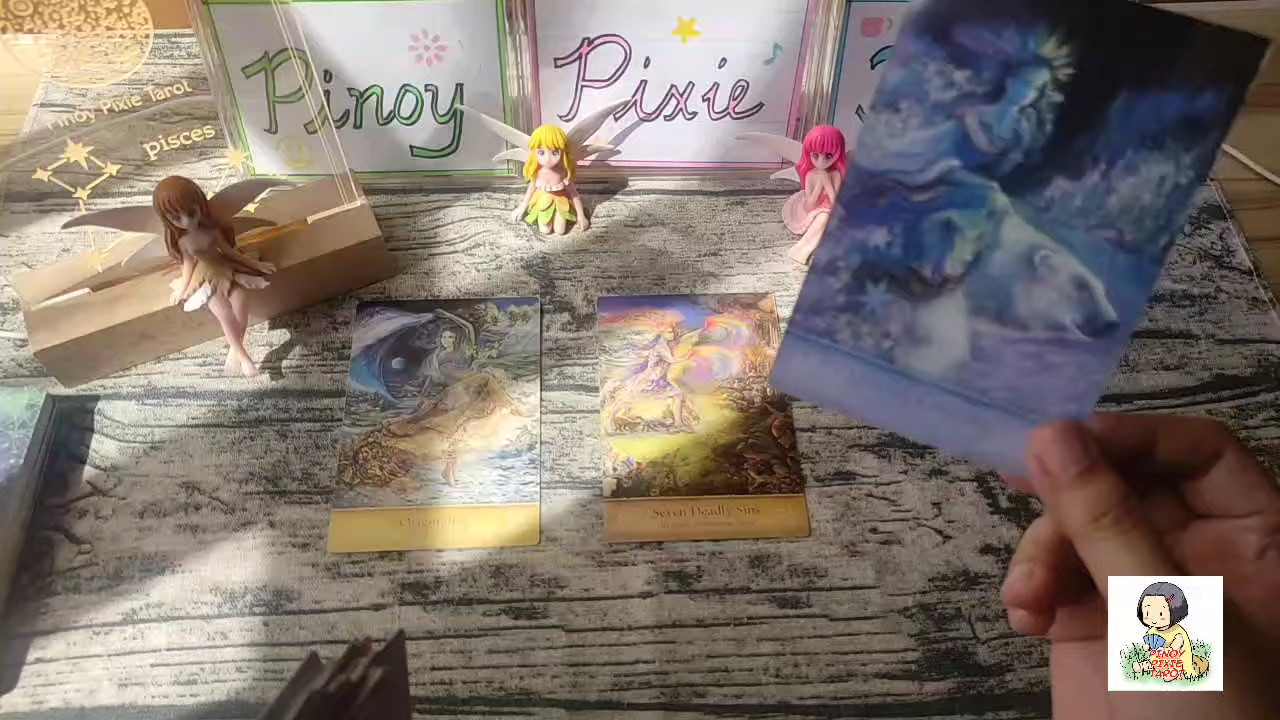 Pinoy
Pixie
Pinoy Pixie Tarot
pisces
Seven Deadly Sins
PINOY
PIXIE
TAROT